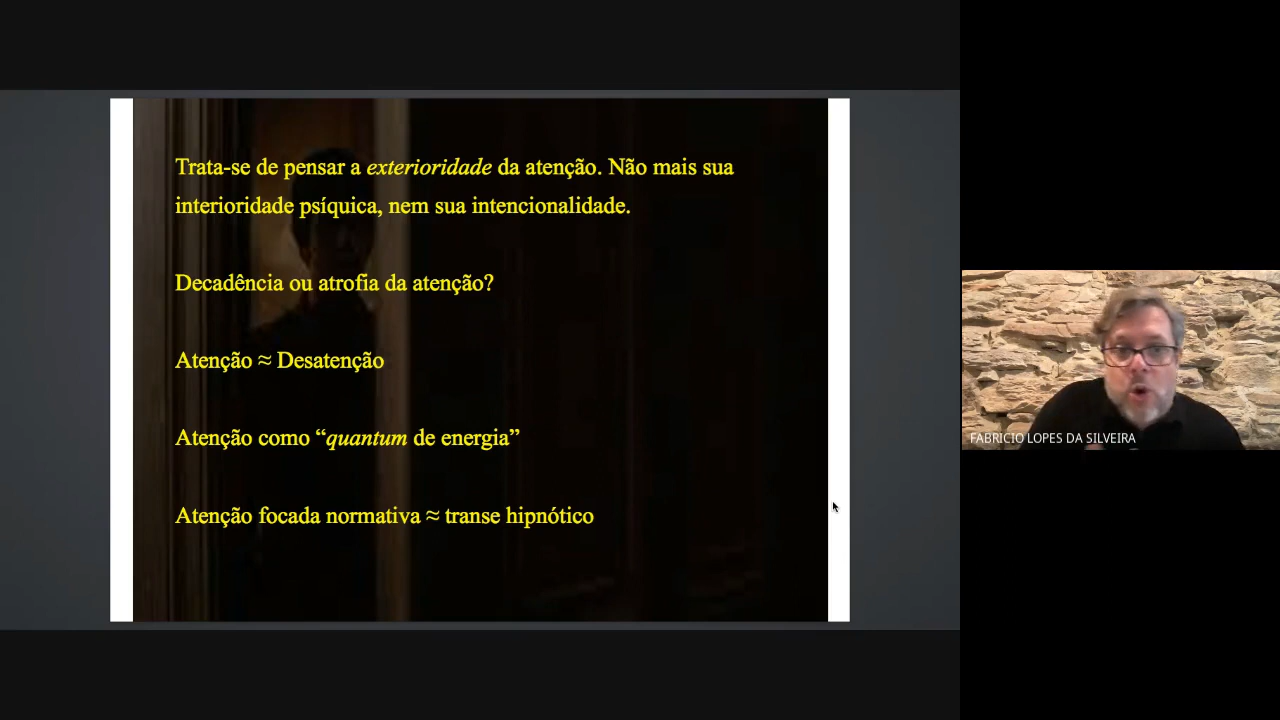 Trata-se de pensar a exterioridade da atenção. Não mais sua
interioridade psíquica, nem sua intencionalidade.
Decadência ou atrofia da atenção?
Atenção ≈ Desatenção
Atenção como “quantum de energia”
Atenção focada normativa ≈ transe hipnótico
FABRICIO LOPES DA SILVEIRA